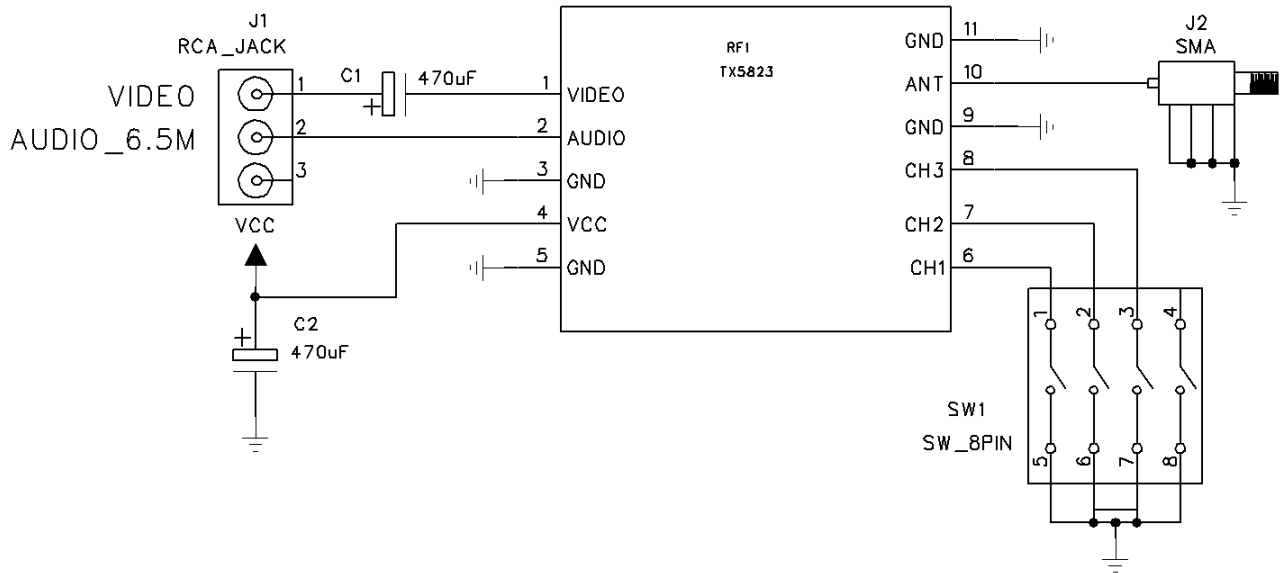 J1
RCA_JACK
VIDEO
AUDIO_6.5M
1
2
3
C1
470uF
+
VCC
+
C2
470uF
RF1
TX5823
1
VIDEO
2
AUDIO
3
GND
4
VCC
5
GND
GND
11
ANT
10
GND
9
CH3
8
CH2
7
CH1
6
J2
SMA
1
2
3
4
SW1
SW_8PIN
5
6
7
8